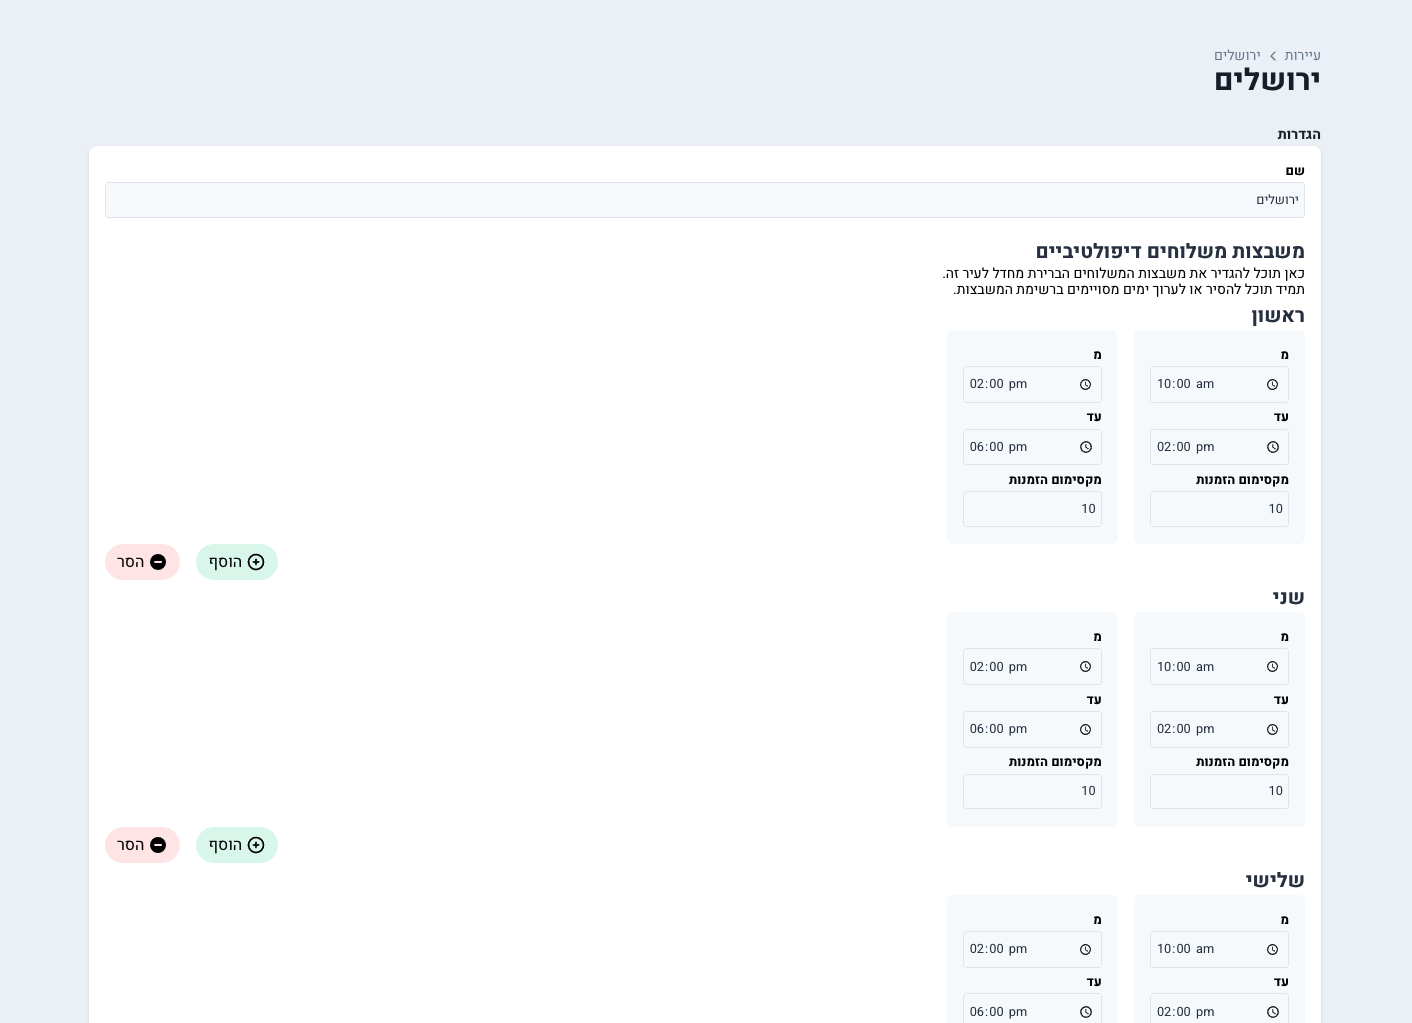 עיירות > ירושלים
ירושלים
הגדרות
שם
ירושלים
משבצות משלוחים דיפולטיביים
כאן תוכל להגדיר את משבצות המשלוחים הברירת מחדל לעיר זה.
תמיד תוכל להסיר או לערוך ימים מסויימים ברשימת המשבצות.
ראשון
מ
10:00 am
עד
02:00 pm
מקסימום הזמנות
10
מ
02:00 pm
עד
06:00 pm
מקסימום הזמנות
10
הוסף
הסר
שני
מ
10:00 am
עד
02:00 pm
מקסימום הזמנות
10
מ
02:00 pm
עד
06:00 pm
מקסימום הזמנות
10
הוסף
הסר
שלישי
מ
10:00 am
עד
02:00 pm
מ
02:00 pm
עד
06:00 pm